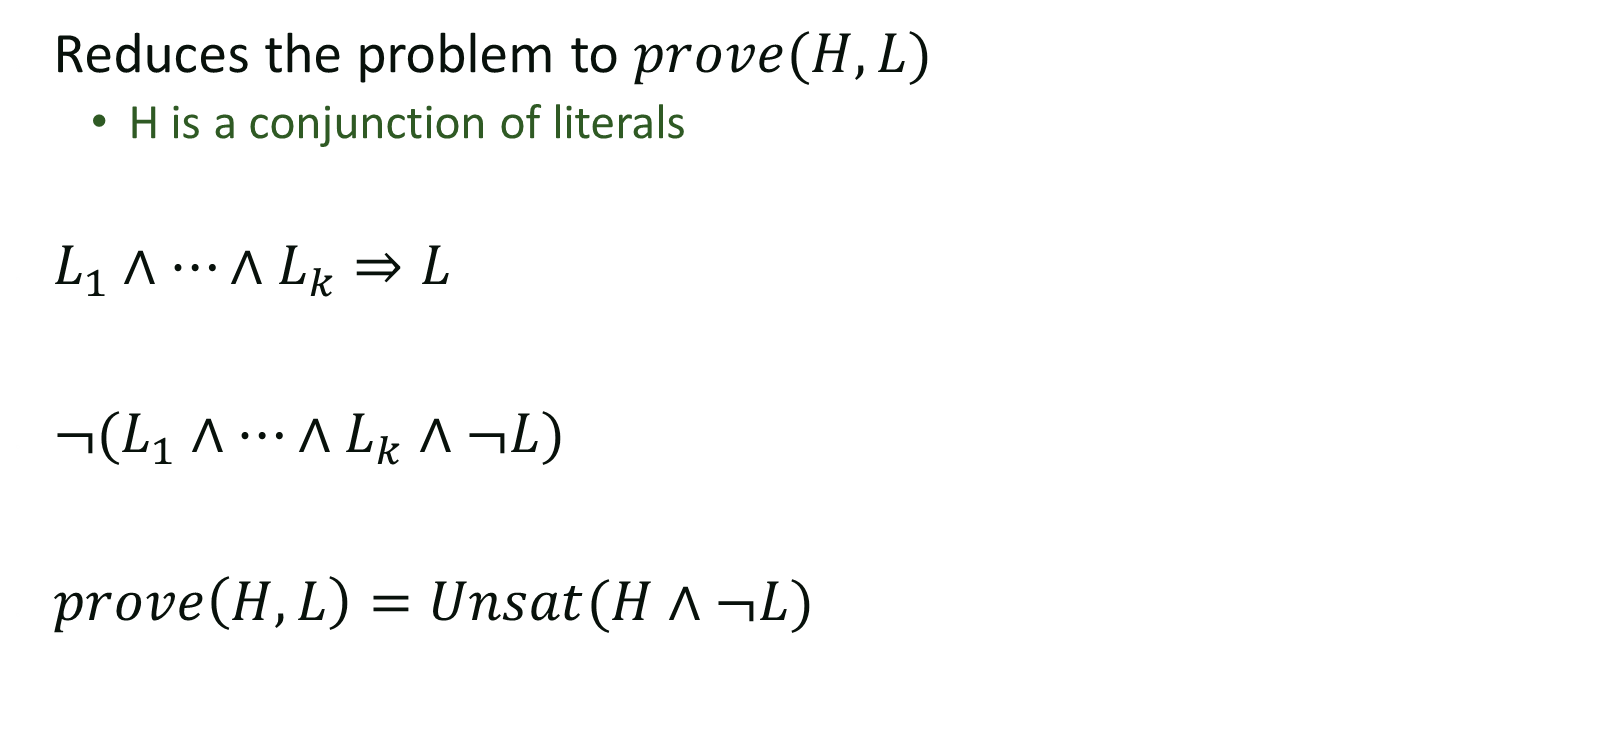 Reduces the problem to prove(H, L)
• H is a conjunction of literals
L₁ ∧ ⋯ ∧ Lₖ ⇒ L
¬(L₁ ∧ ⋯ ∧ Lₖ ∧ ¬L)
prove(H, L) = Unsat(H ∧ ¬L)